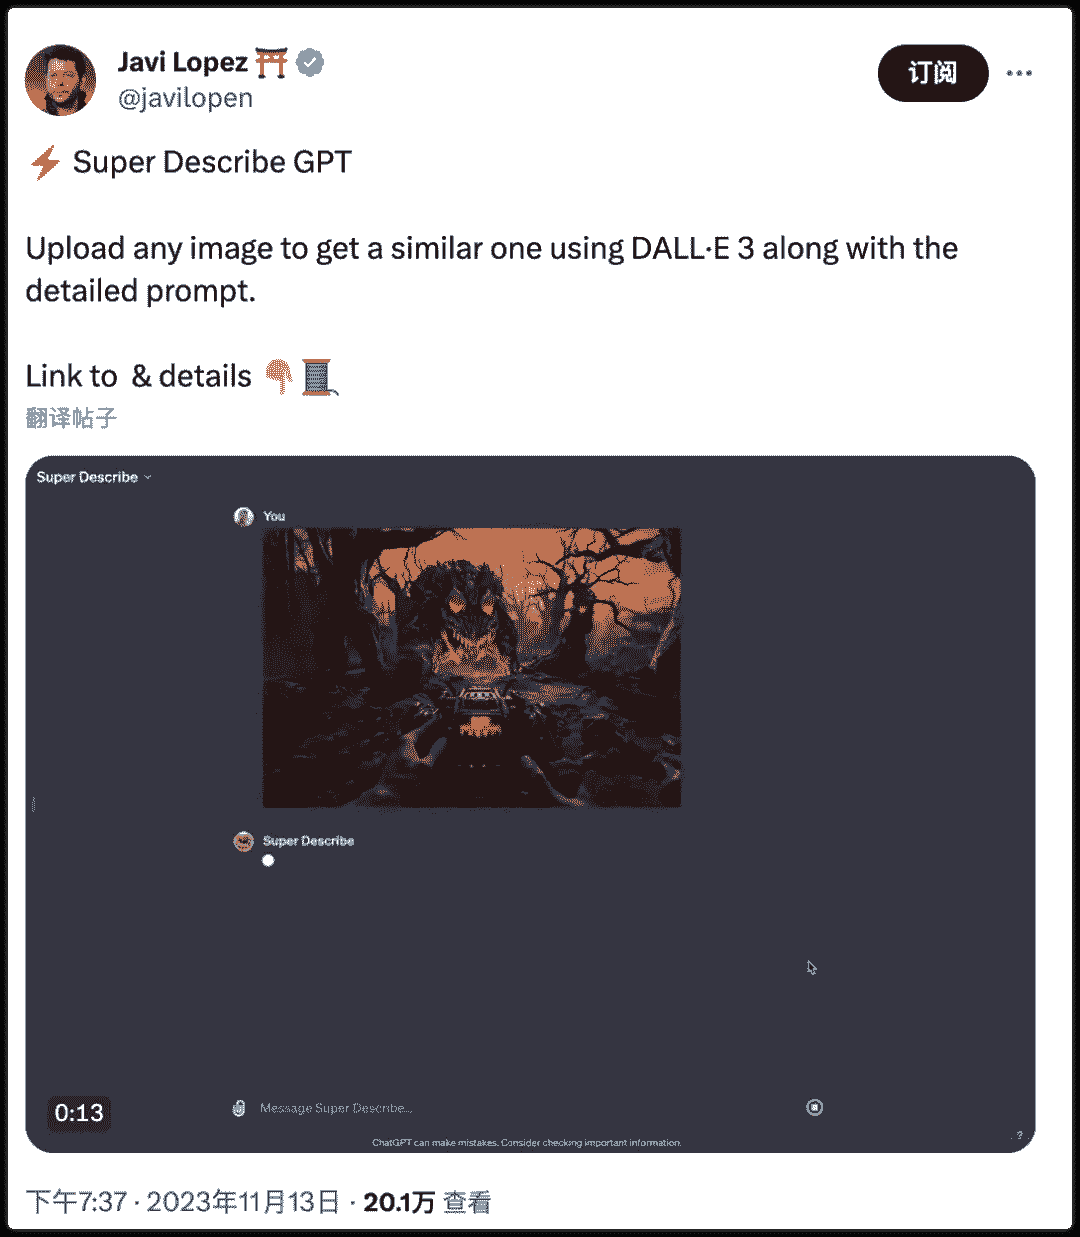 Javi Lopez
@javilopen
订阅
Super Describe GPT
Upload any image to get a similar one using DALL·E 3 along with the
detailed prompt.
Link to & details
翻译帖子
Super Describe
You
Super Describe
0:13
Message Super Describe...
ChatGPT can make mistakes. Consider checking important information.
?
下午7:37 · 2023年11月13日 · 20.1万 查看